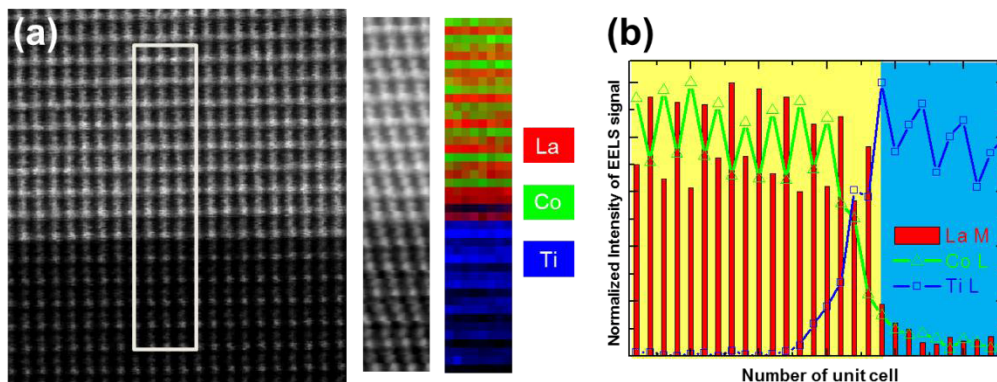 (a)
La
Co
Ti
(b)
Normalized Intensity of EELS signal
La M
Co L
Ti L
Number of unit cell